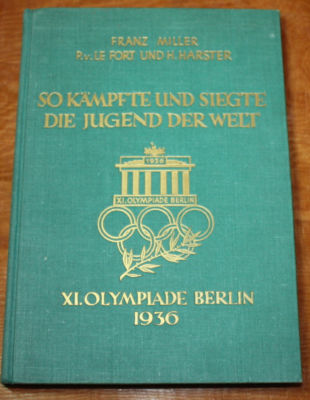 FRANZ MILLER
P.v. LE FORT UND H. HARSTER
SO KÄMPFTE UND SIEGTE
DIE JUGEND DER WELT
1936
XI. OLYMPIADE BERLIN
XI. OLYMPIADE BERLIN
1936